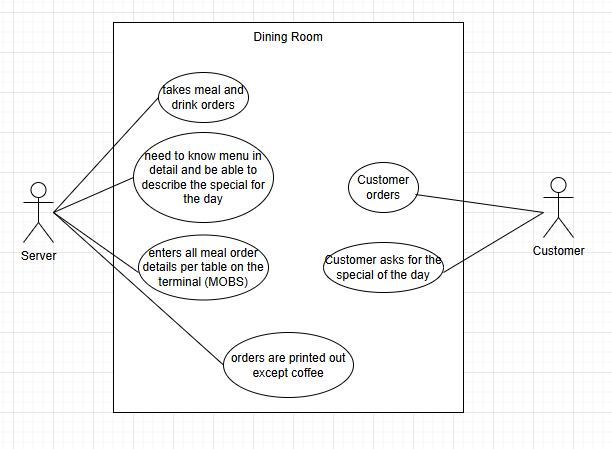 Dining Room
takes meal and
drink orders
need to know menu in
detail and be able to
describe the special for
the day
Customer
orders
Server
Customer
enters all meal order
details per table on the
terminal (MOBS)
Customer asks for the
special of the day
orders are printed out
except coffee